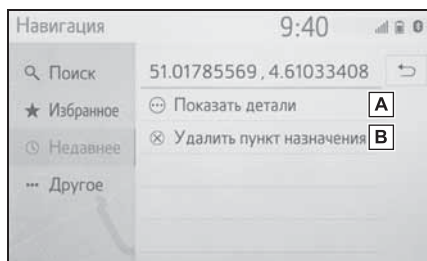 Навигация 9:40
Поиск
51.01785569 , 4.61033408
Избранное
Показать детали A
Недавнее
Удалить пункт назначения B
Другое